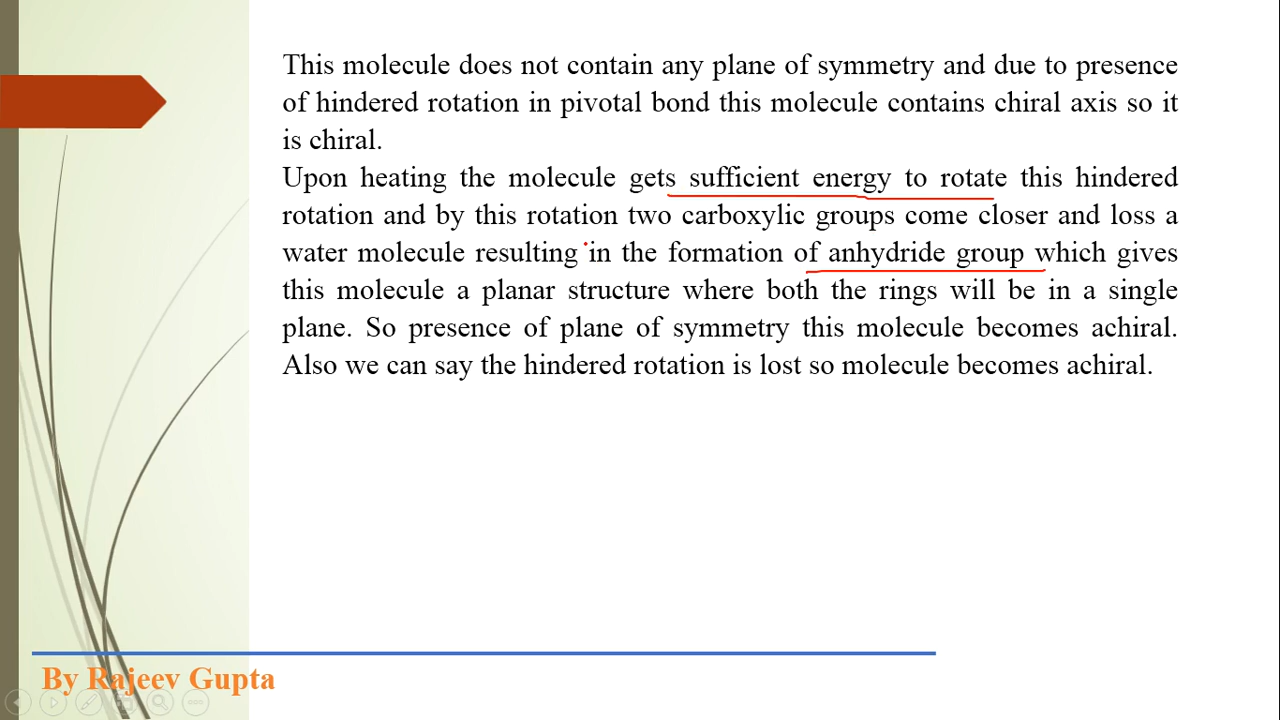 This molecule does not contain any plane of symmetry and due to presence
of hindered rotation in pivotal bond this molecule contains chiral axis so it
is chiral.
Upon heating the molecule gets sufficient energy to rotate this hindered
rotation and by this rotation two carboxylic groups come closer and loss a
water molecule resulting in the formation of anhydride group which gives
this molecule a planar structure where both the rings will be in a single
plane. So presence of plane of symmetry this molecule becomes achiral.
Also we can say the hindered rotation is lost so molecule becomes achiral.
By Rajeev Gupta